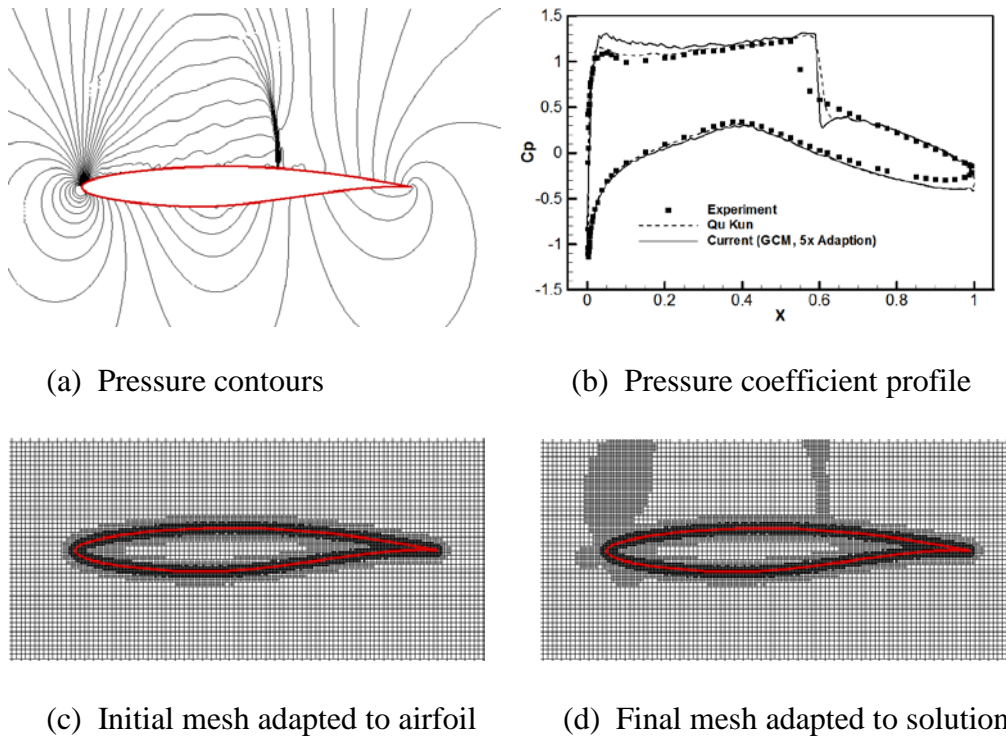 1.5
1
0.5
0
-0.5
-1
-1.5
Cp
Experiment
Qu Kun
Current (GCM, 5x Adaption)
0 0.2 0.4 0.6 0.8 1
X
(a) Pressure contours
(b) Pressure coefficient profile
(c) Initial mesh adapted to airfoil
(d) Final mesh adapted to solution